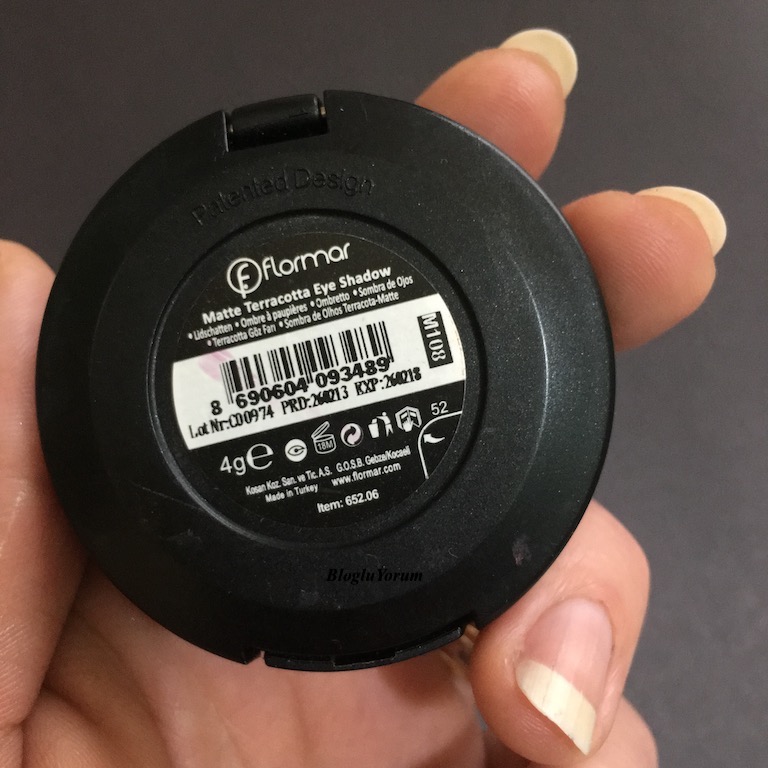 Patented Design
flormar
Matte Terracotta Eye Shadow
• Lidschatten • Ombre à paupières • Ombretto • Sombra de Ojos
• Terracotta Göz Farı • Sombra de Olhos Terracota-Matte
M108
8 690604 093489
Lot Nr:CD0974 PRD:260213 EXP:260218
4g℮
18M
52
Kosan Koz. San. ve Tic. A.S. G.O.S.B. Gebze/Kocaeli
Made in Turkey www.flormar.com
Item: 652.06
BlogluYorum